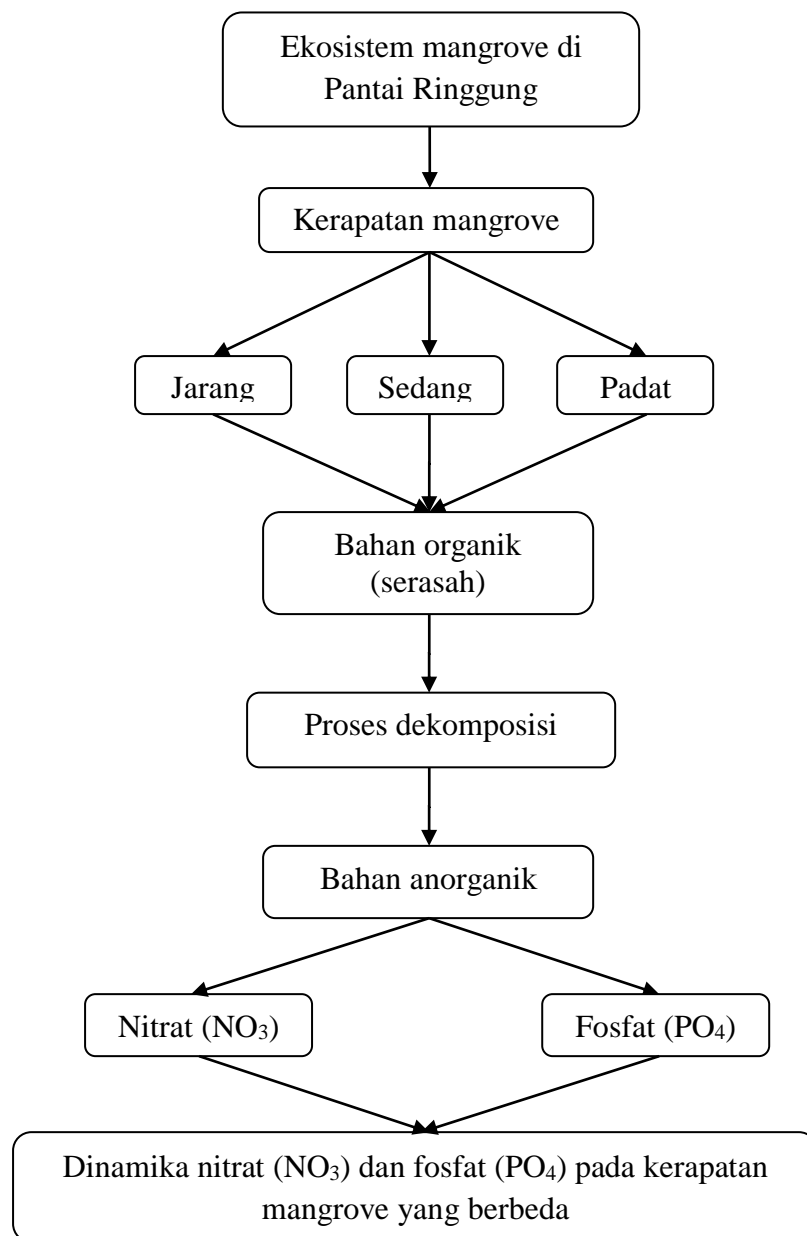 Ekosistem mangrove di
Pantai Ringgung
Kerapatan mangrove
Jarang
Sedang
Padat
Bahan organik
(serasah)
Proses dekomposisi
Bahan anorganik
Nitrat (NO₃)
Fosfat (PO₄)
Dinamika nitrat (NO₃) dan fosfat (PO₄) pada kerapatan
mangrove yang berbeda